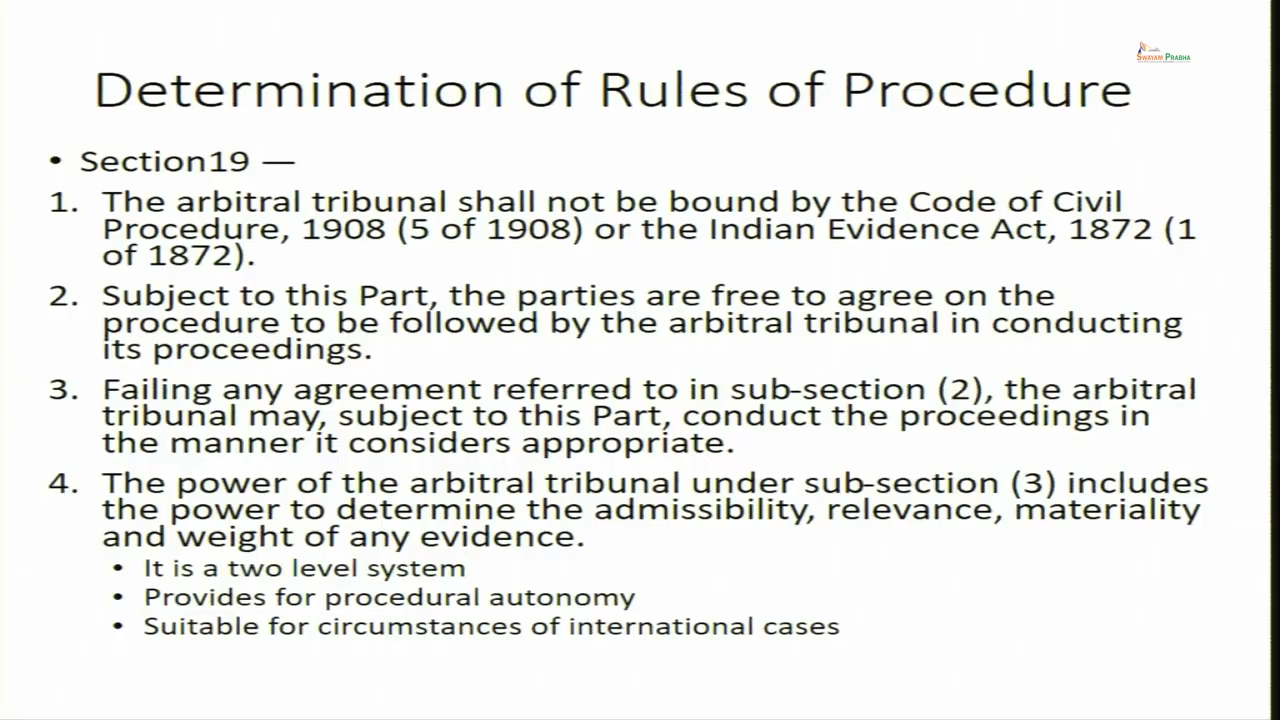 SWAYAM PRABHA
Determination of Rules of Procedure
• Section19 —
1. The arbitral tribunal shall not be bound by the Code of Civil
Procedure, 1908 (5 of 1908) or the Indian Evidence Act, 1872 (1
of 1872).
2. Subject to this Part, the parties are free to agree on the
procedure to be followed by the arbitral tribunal in conducting
its proceedings.
3. Failing any agreement referred to in sub-section (2), the arbitral
tribunal may, subject to this Part, conduct the proceedings in
the manner it considers appropriate.
4. The power of the arbitral tribunal under sub-section (3) includes
the power to determine the admissibility, relevance, materiality
and weight of any evidence.
• It is a two level system
• Provides for procedural autonomy
• Suitable for circumstances of international cases